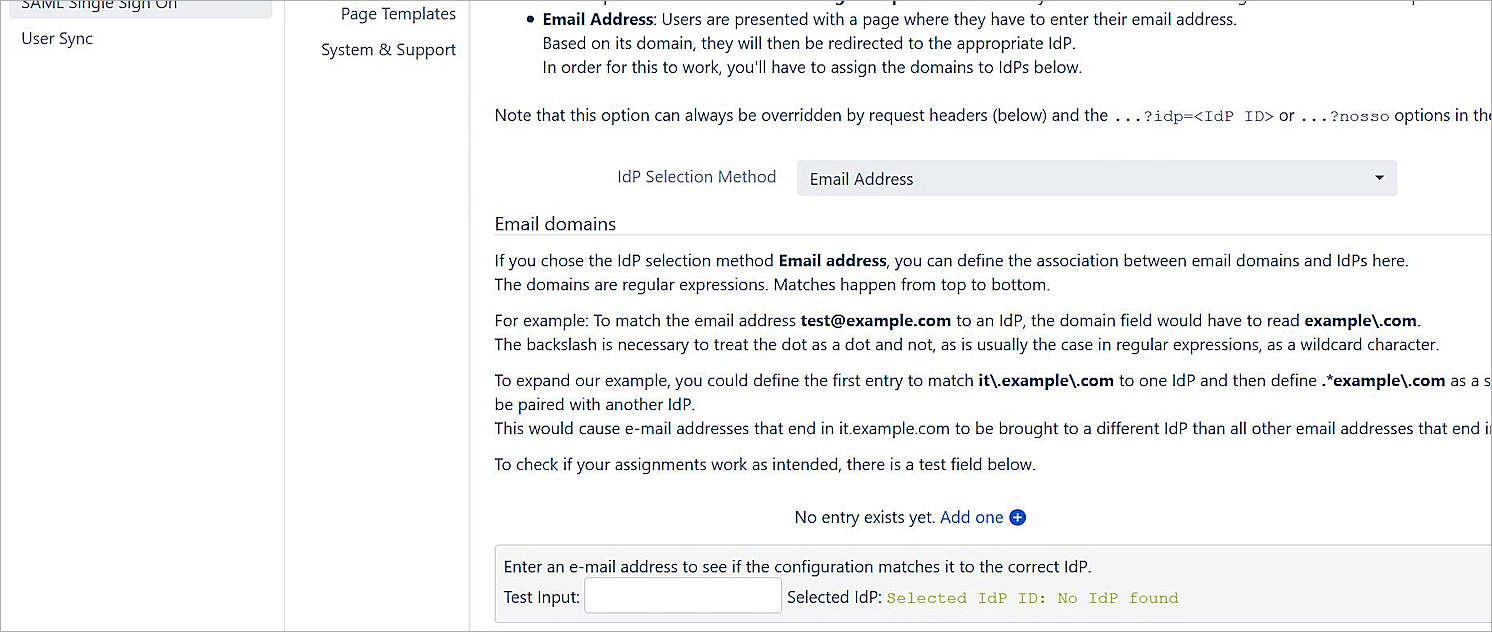 SAML Single Sign On
User Sync
Page Templates
System & Support
• Email Address: Users are presented with a page where they have to enter their email address.
Based on its domain, they will then be redirected to the appropriate IdP.
In order for this to work, you'll have to assign the domains to IdPs below.
Note that this option can always be overridden by request headers (below) and the ...?idp=<IdP ID> or ...?nosso options in the
IdP Selection Method
Email Address
Email domains
If you chose the IdP selection method Email address, you can define the association between email domains and IdPs here.
The domains are regular expressions. Matches happen from top to bottom.
For example: To match the email address test@example.com to an IdP, the domain field would have to read example\.com.
The backslash is necessary to treat the dot as a dot and not, as is usually the case in regular expressions, as a wildcard character.
To expand our example, you could define the first entry to match it\.example\.com to one IdP and then define .*example\.com as a s
be paired with another IdP.
This would cause e-mail addresses that end in it.example.com to be brought to a different IdP than all other email addresses that end i
To check if your assignments work as intended, there is a test field below.
No entry exists yet. Add one
Enter an e-mail address to see if the configuration matches it to the correct IdP.
Test Input:
Selected IdP: Selected IdP ID: No IdP found